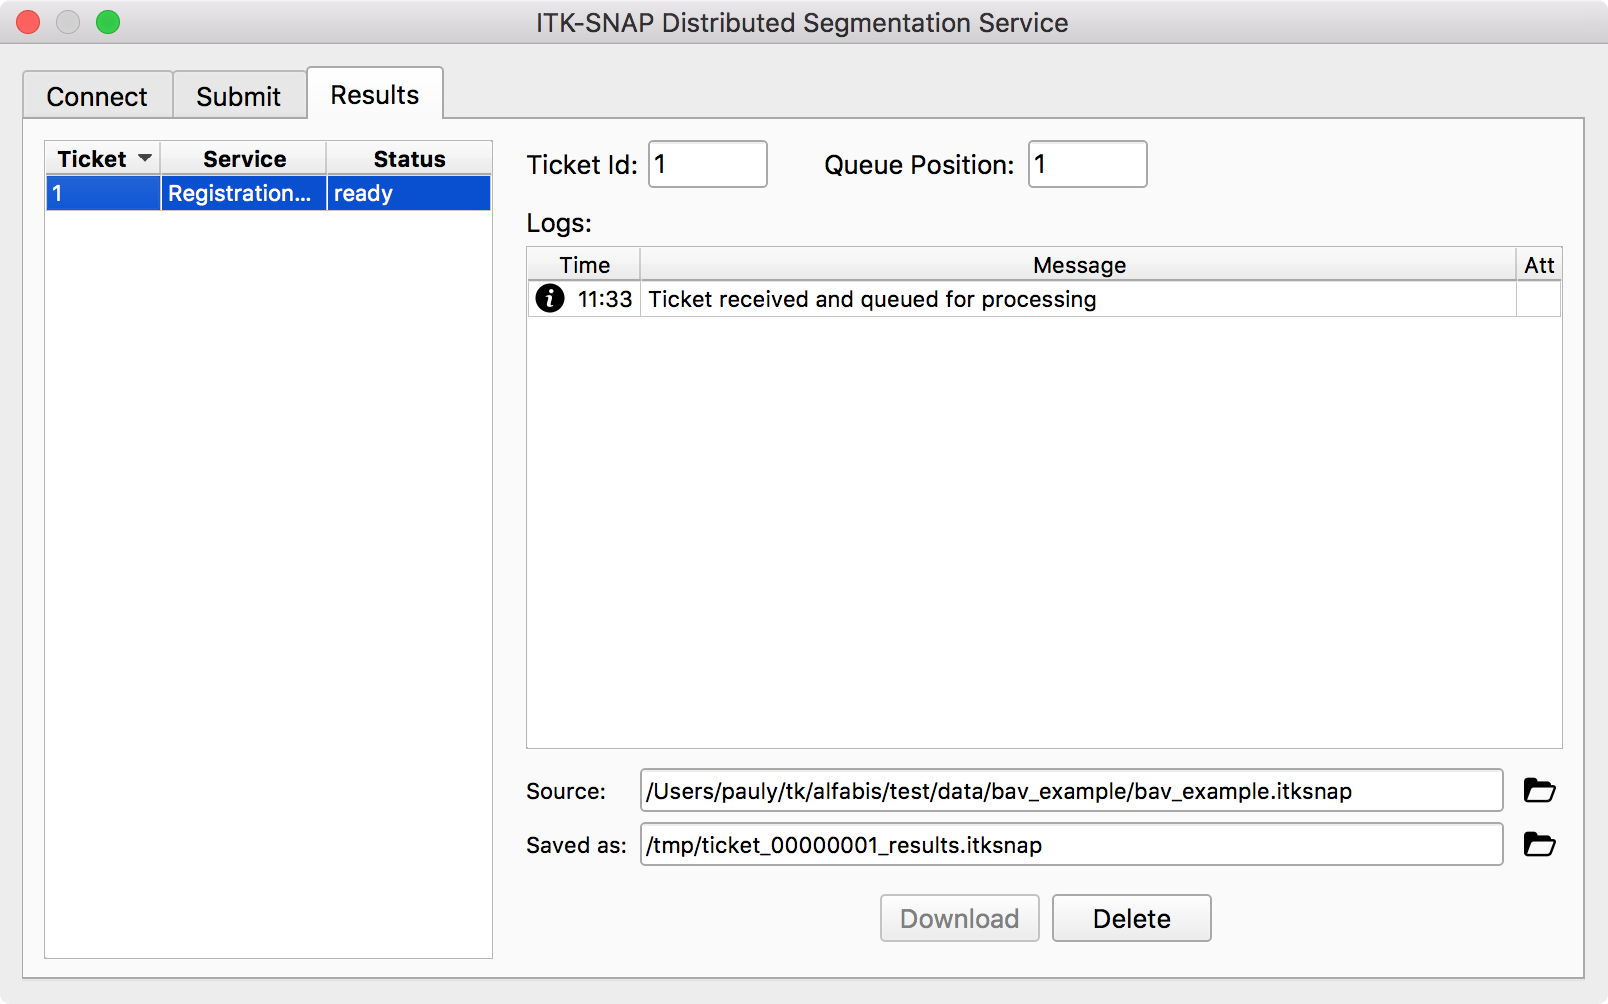 ITK-SNAP Distributed Segmentation Service
Connect Submit Results
Ticket Service Status
1 Registration... ready
Ticket Id: 1 Queue Position: 1
Logs:
Time Message Att
11:33 Ticket received and queued for processing
Source: /Users/pauly/tk/alfabis/test/data/bav_example/bav_example.itksnap
Saved as: /tmp/ticket_00000001_results.itksnap
Download Delete